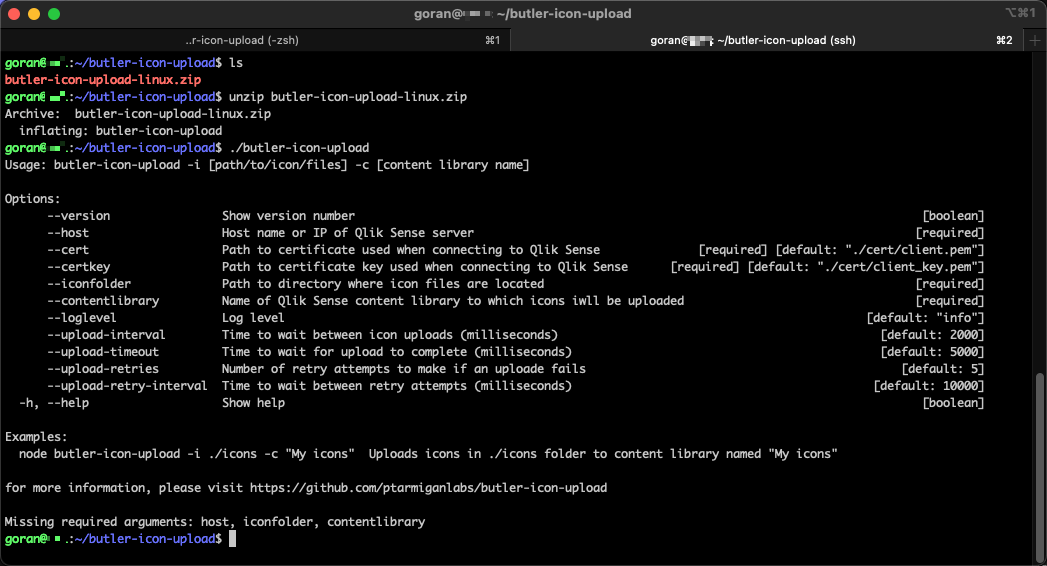 goran@ ~/butler-icon-upload
⌥⌘1
..r-icon-upload (-zsh) ⌘1
goran@ ~/butler-icon-upload (ssh) ⌘2 +
goran@ .:~/butler-icon-upload$ ls
butler-icon-upload-linux.zip
goran@ .:~/butler-icon-upload$ unzip butler-icon-upload-linux.zip
Archive:  butler-icon-upload-linux.zip
  inflating: butler-icon-upload
goran@ .:~/butler-icon-upload$ ./butler-icon-upload
Usage: butler-icon-upload -i [path/to/icon/files] -c [content library name]
Options:
      --version                Show version number [boolean]
      --host                   Host name or IP of Qlik Sense server [required]
      --cert                   Path to certificate used when connecting to Qlik Sense [required] [default: "./cert/client.pem"]
      --certkey                Path to certificate key used when connecting to Qlik Sense [required] [default: "./cert/client_key.pem"]
      --iconfolder             Path to directory where icon files are located [required]
      --contentlibrary         Name of Qlik Sense content library to which icons iwll be uploaded [required]
      --loglevel               Log level [default: "info"]
      --upload-interval        Time to wait between icon uploads (milliseconds) [default: 2000]
      --upload-timeout         Time to wait for upload to complete (milliseconds) [default: 5000]
      --upload-retries         Number of retry attempts to make if an uploade fails [default: 5]
      --upload-retry-interval  Time to wait between retry attempts (milliseconds) [default: 10000]
  -h, --help                   Show help [boolean]
Examples:
  node butler-icon-upload -i ./icons -c "My icons"  Uploads icons in ./icons folder to content library named "My icons"
for more information, please visit https://github.com/ptarmiganlabs/butler-icon-upload
Missing required arguments: host, iconfolder, contentlibrary
goran@ .:~/butler-icon-upload$